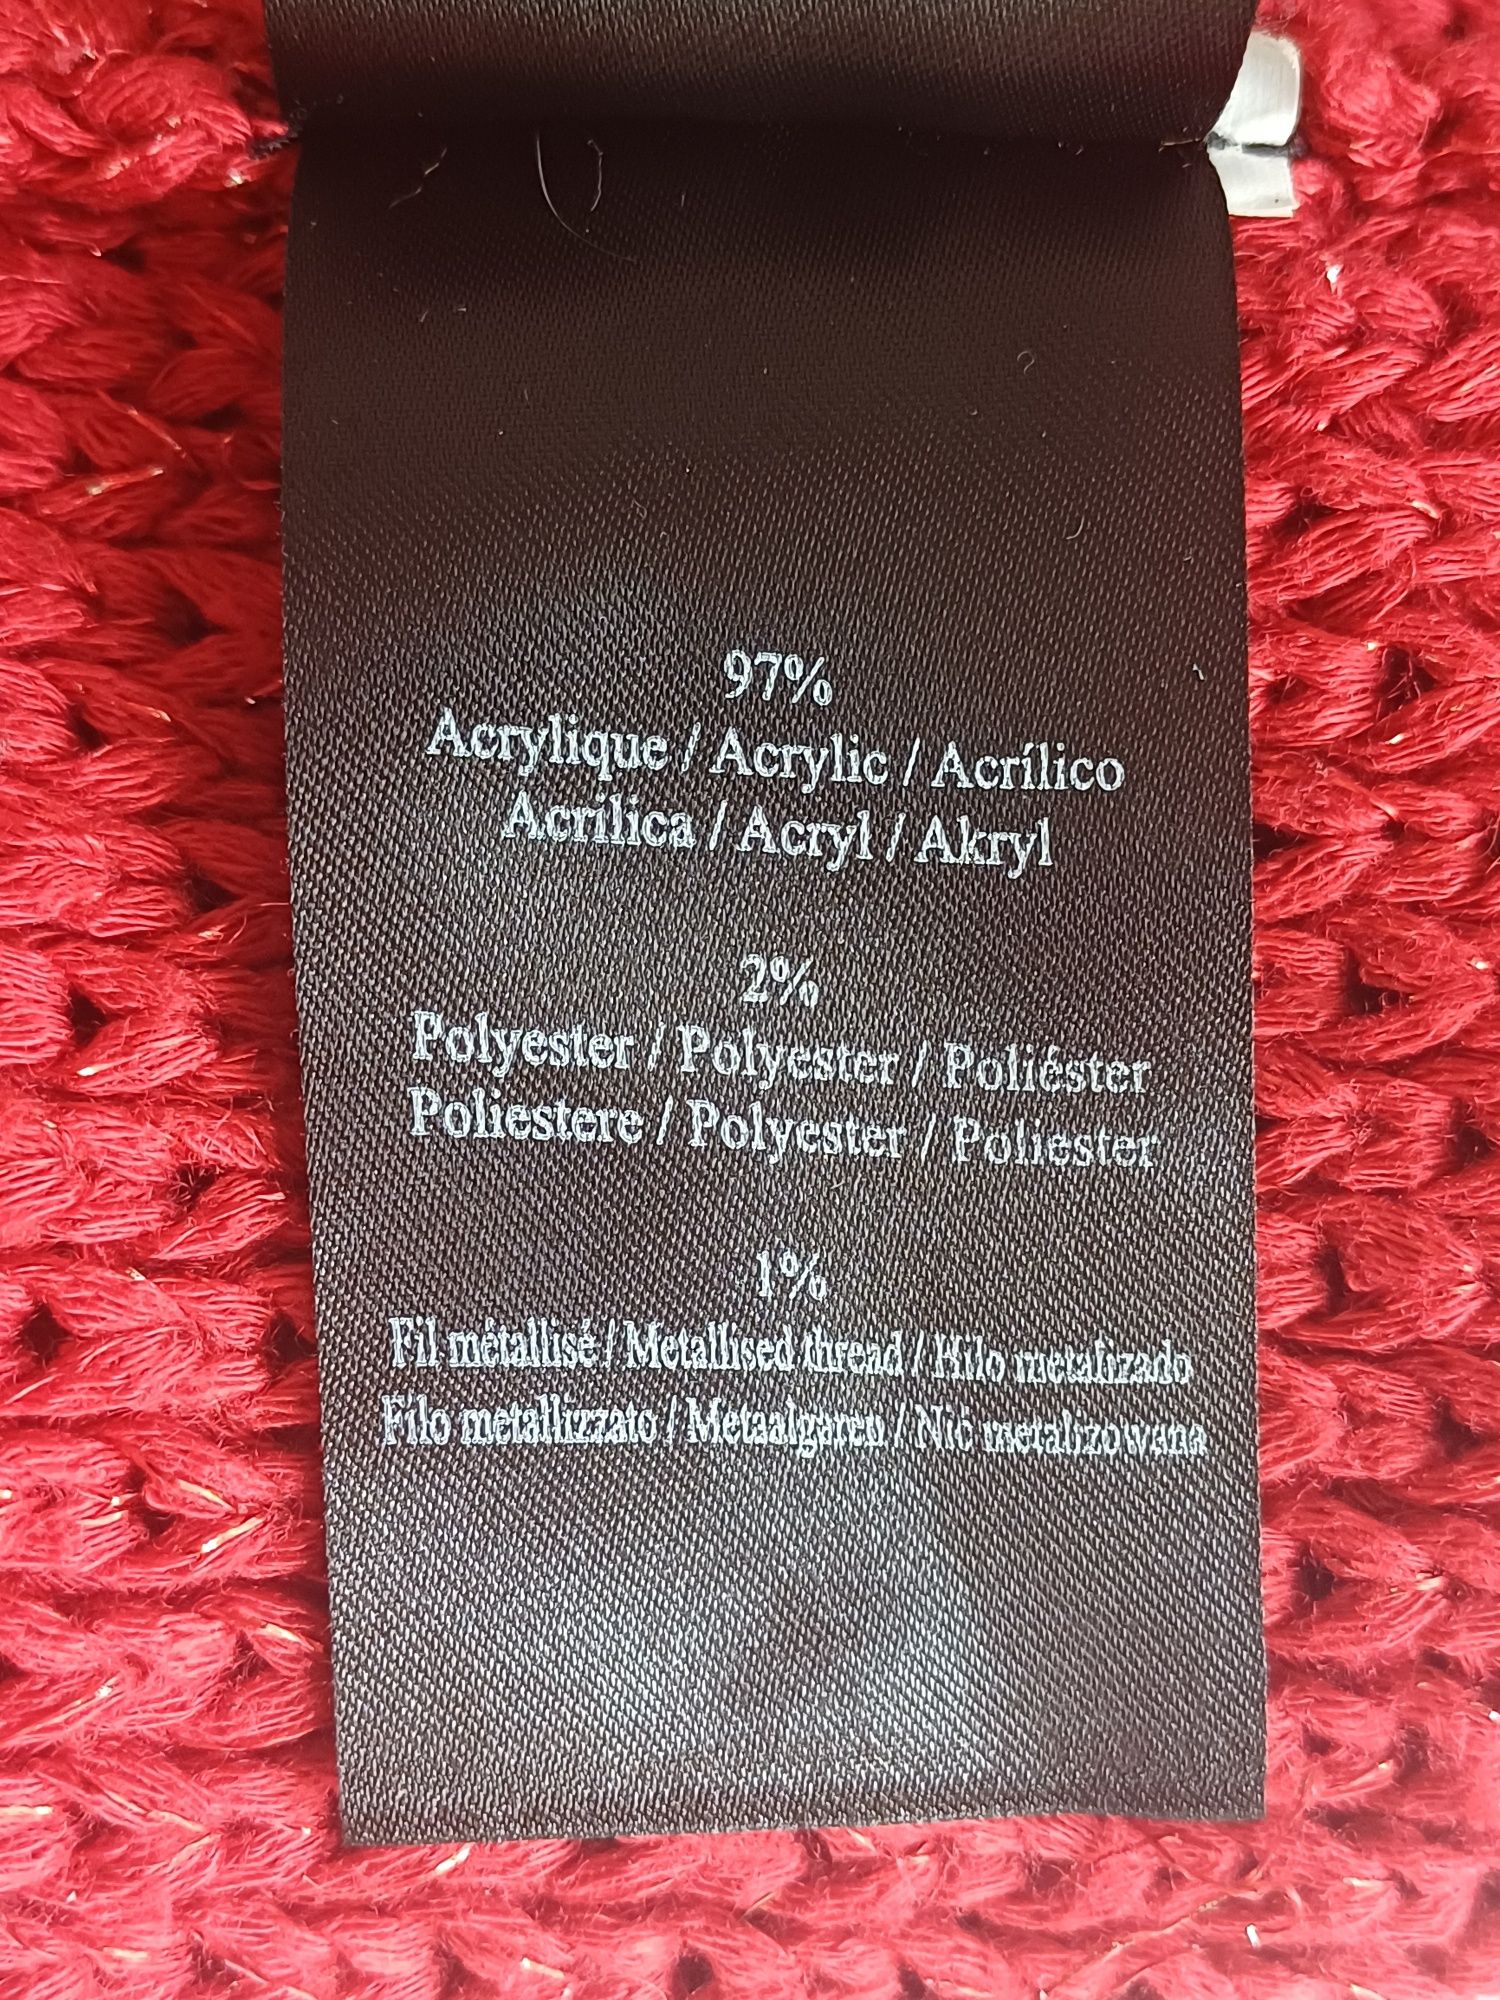 97%
Acrylique / Acrylic / Acrílico
Acrilica / Acryl / Akryl
2%
Polyester / Polyester / Poliéster
Poliestere / Polyester / Poliester
1%
Fil métallisé / Metallised thread / Hilo metalizado
Filo metallizzato / Metaalgaren / Nić metalizowana